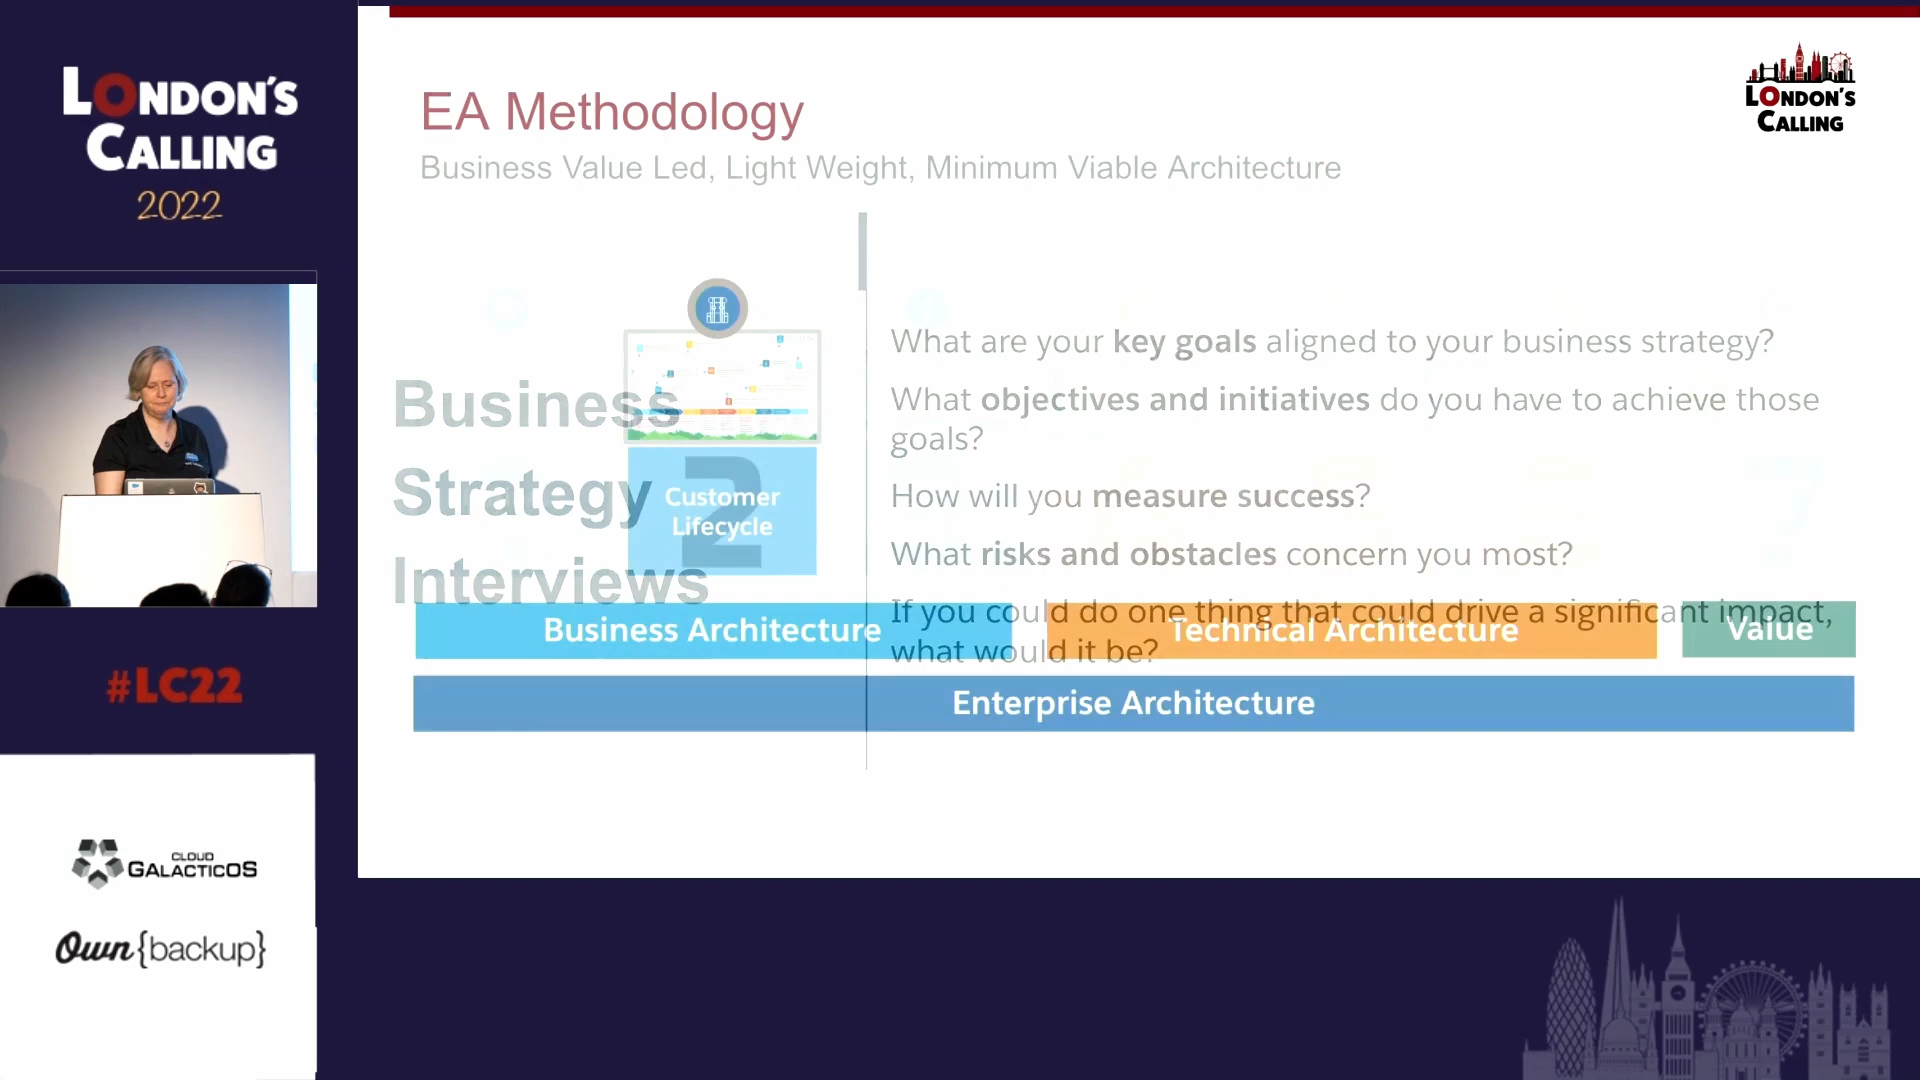 LONDON'S
CALLING
2022
#LC22
CLOUD
GALACTICOS
Own{backup}
EA Methodology
Business Value Led, Light Weight, Minimum Viable Architecture
LONDON'S
CALLING
Business
Strategy
Interviews
2
Customer
Lifecycle
What are your key goals aligned to your business strategy?
What objectives and initiatives do you have to achieve those
goals?
How will you measure success?
What risks and obstacles concern you most?
If you could do one thing that could drive a significant impact,
what would it be?
Business Architecture
Technical Architecture
Value
Enterprise Architecture